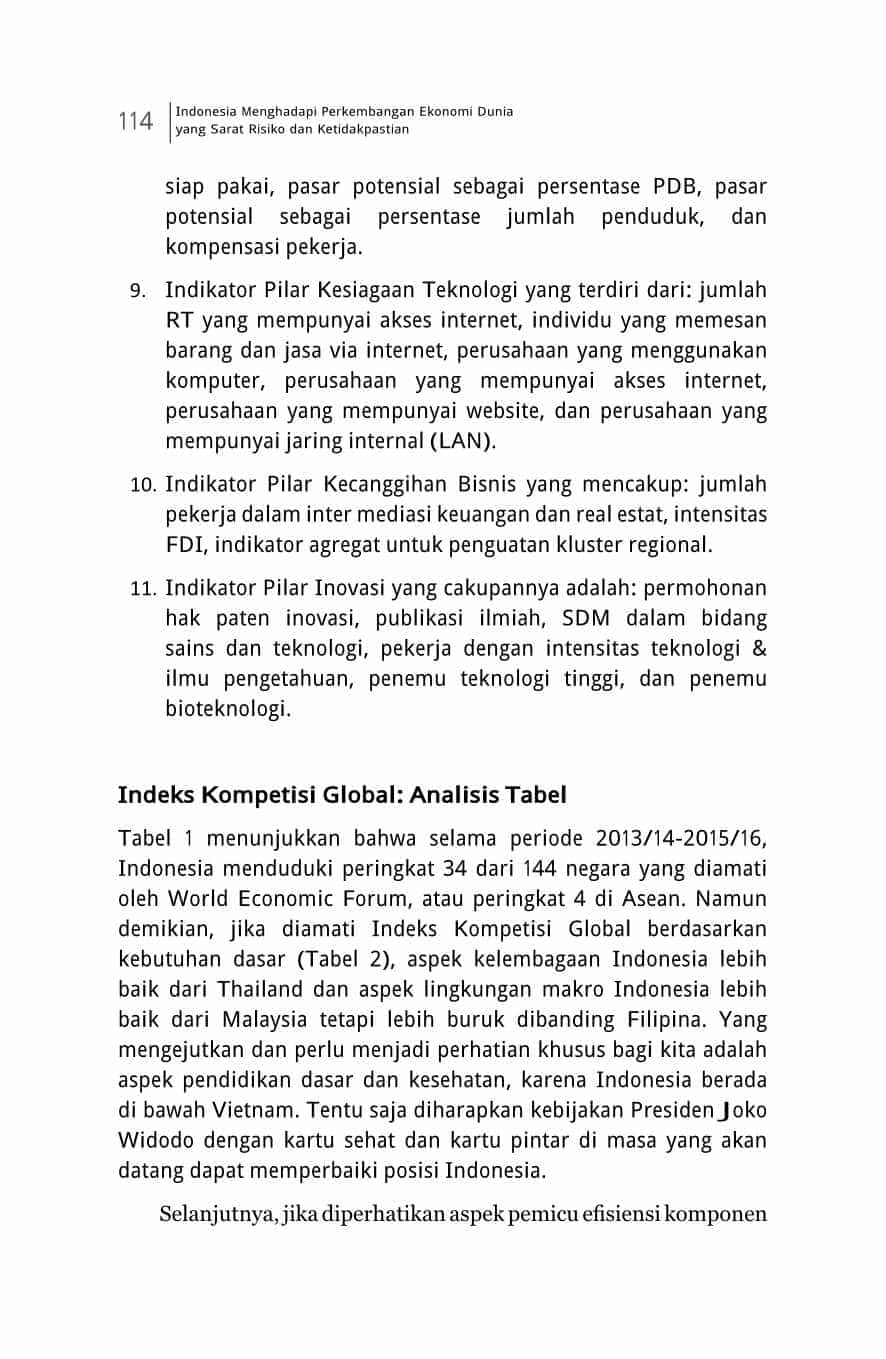 114
Indonesia Menghadapi Perkembangan Ekonomi Dunia
yang Sarat Risiko dan Ketidakpastian
siap pakai, pasar potensial sebagai persentase PDB, pasar
potensial sebagai persentase jumlah penduduk, dan
kompensasi pekerja.
9. Indikator Pilar Kesiagaan Teknologi yang terdiri dari: jumlah
RT yang mempunyai akses internet, individu yang memesan
barang dan jasa via internet, perusahaan yang menggunakan
komputer, perusahaan yang mempunyai akses internet,
perusahaan yang mempunyai website, dan perusahaan yang
mempunyai jaring internal (LAN).
10. Indikator Pilar Kecanggihan Bisnis yang mencakup: jumlah
pekerja dalam inter mediasi keuangan dan real estat, intensitas
FDI, indikator agregat untuk penguatan kluster regional.
11. Indikator Pilar Inovasi yang cakupannya adalah: permohonan
hak paten inovasi, publikasi ilmiah, SDM dalam bidang
sains dan teknologi, pekerja dengan intensitas teknologi &
ilmu pengetahuan, penemu teknologi tinggi, dan penemu
bioteknologi.
Indeks Kompetisi Global: Analisis Tabel
Tabel 1 menunjukkan bahwa selama periode 2013/14-2015/16,
Indonesia menduduki peringkat 34 dari 144 negara yang diamati
oleh World Economic Forum, atau peringkat 4 di Asean. Namun
demikian, jika diamati Indeks Kompetisi Global berdasarkan
kebutuhan dasar (Tabel 2), aspek kelembagaan Indonesia lebih
baik dari Thailand dan aspek lingkungan makro Indonesia lebih
baik dari Malaysia tetapi lebih buruk dibanding Filipina. Yang
mengejutkan dan perlu menjadi perhatian khusus bagi kita adalah
aspek pendidikan dasar dan kesehatan, karena Indonesia berada
di bawah Vietnam. Tentu saja diharapkan kebijakan Presiden Joko
Widodo dengan kartu sehat dan kartu pintar di masa yang akan
datang dapat memperbaiki posisi Indonesia.
Selanjutnya, jika diperhatikan aspek pemicu efisiensi komponen